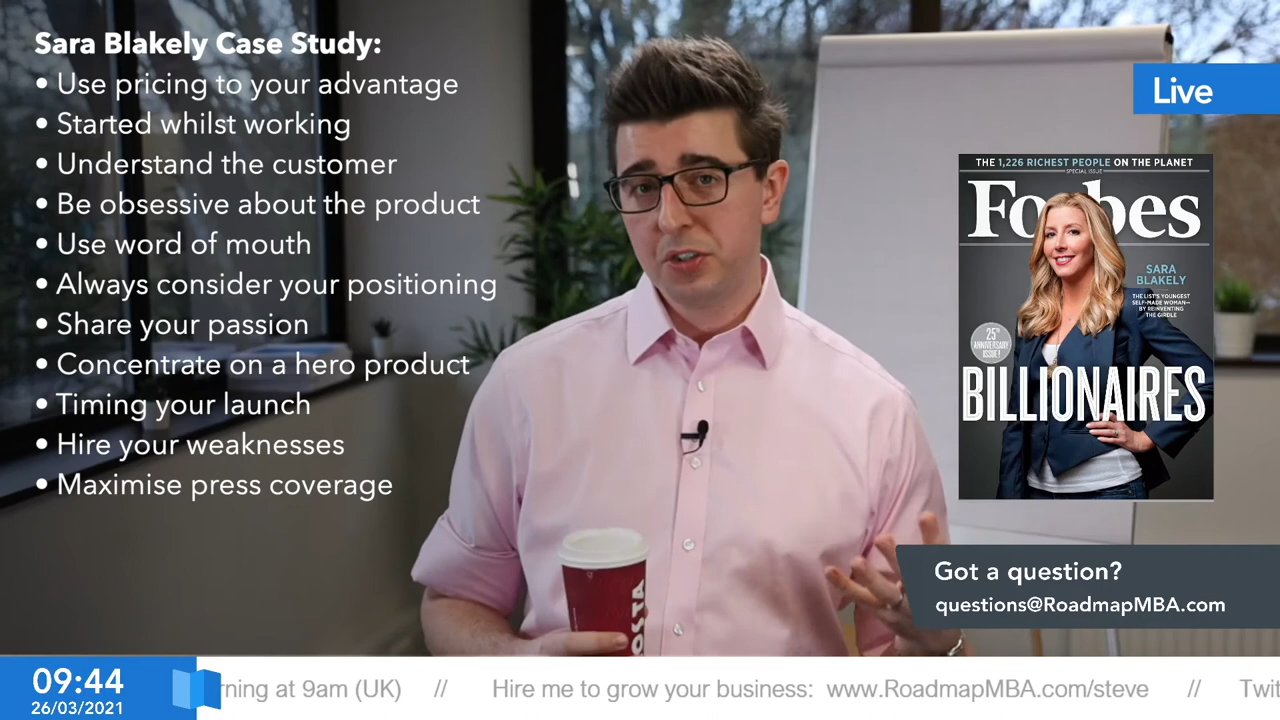 Sara Blakely Case Study:
• Use pricing to your advantage
• Started whilst working
• Understand the customer
• Be obsessive about the product
• Use word of mouth
• Always consider your positioning
• Share your passion
• Concentrate on a hero product
• Timing your launch
• Hire your weaknesses
• Maximise press coverage
Live
THE 1,226 RICHEST PEOPLE ON THE PLANET
SPECIAL ISSUE
Forbes
SARA
BLAKELY
THE LIST'S YOUNGEST
SELF-MADE WOMAN—
BY REINVENTING
THE GIRDLE
25TH
ANNIVERSARY
ISSUE!
BILLIONAIRES
OSTA
Got a question?
questions@RoadmapMBA.com
09:44
26/03/2021
rning at 9am (UK) // Hire me to grow your business: www.RoadmapMBA.com/steve // Twit